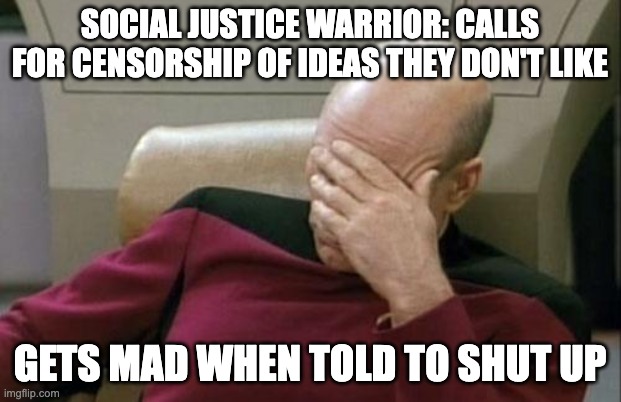 SOCIAL JUSTICE WARRIOR: CALLS
FOR CENSORSHIP OF IDEAS THEY DON'T LIKE
GETS MAD WHEN TOLD TO SHUT UP
imgflip.com